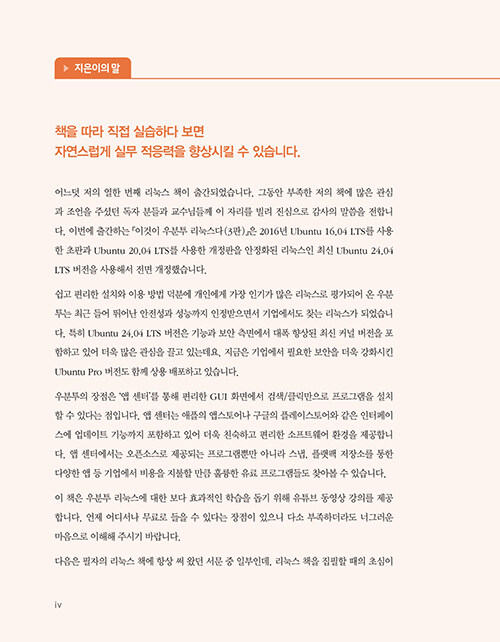 ▶ 지은이의 말
책을 따라 직접 실습하다 보면
자연스럽게 실무 적응력을 향상시킬 수 있습니다.
어느덧 저의 열한 번째 리눅스 책이 출간되었습니다. 그동안 부족한 저의 책에 많은 관심
과 조언을 주셨던 독자 분들과 교수님들께 이 자리를 빌려 진심으로 감사의 말씀을 전합니
다. 이번에 출간하는 『이것이 우분투 리눅스다(3판)』은 2016년 Ubuntu 16.04 LTS를 사용
한 초판과 Ubuntu 20.04 LTS를 사용한 개정판을 안정화된 리눅스인 최신 Ubuntu 24.04
LTS 버전을 사용해서 전면 개정했습니다.
쉽고 편리한 설치와 이용 방법 덕분에 개인에게 가장 인기가 많은 리눅스로 평가되어 온 우분
투는 최근 들어 뛰어난 안전성과 성능까지 인정받으면서 기업에서도 찾는 리눅스가 되었습니
다. 특히 Ubuntu 24.04 LTS 버전은 기능과 보안 측면에서 대폭 향상된 최신 커널 버전을 포
함하고 있어 더욱 많은 관심을 끌고 있는데요. 지금은 기업에서 필요한 보안을 더욱 강화시킨
Ubuntu Pro 버전도 함께 상용 배포하고 있습니다.
우분투의 장점은 '앱 센터'를 통해 편리한 GUI 화면에서 검색/클릭만으로 프로그램을 설치
할 수 있다는 점입니다. 앱 센터는 애플의 앱스토어나 구글의 플레이스토어와 같은 인터페이
스에 업데이트 기능까지 포함하고 있어 더욱 친숙하고 편리한 소프트웨어 환경을 제공합니
다. 앱 센터에서는 오픈소스로 제공되는 프로그램뿐만 아니라 스냅, 플랫팩 저장소를 통한
다양한 앱 등 기업에서 비용을 지불할 만큼 훌륭한 유료 프로그램들도 찾아볼 수 있습니다.
이 책은 우분투 리눅스에 대한 보다 효과적인 학습을 돕기 위해 유튜브 동영상 강의를 제공
합니다. 언제 어디서나 무료로 들을 수 있다는 장점이 있으니 다소 부족하더라도 너그러운
마음으로 이해해 주시기 바랍니다.
다음은 필자의 리눅스 책에 항상 써 왔던 서문 중 일부인데, 리눅스 책을 집필할 때의 초심이
iv